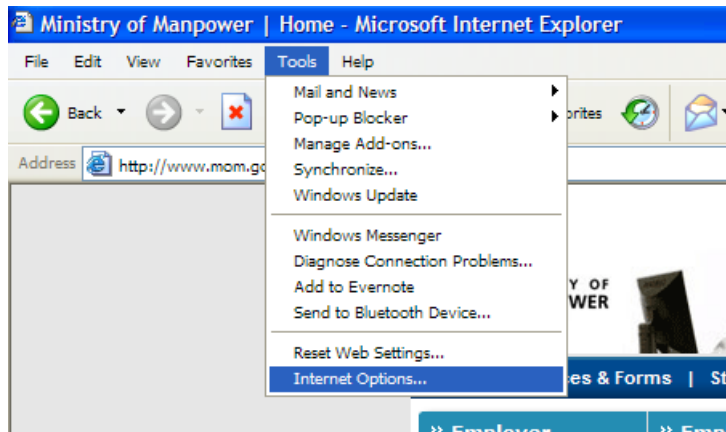 Ministry of Manpower | Home - Microsoft Internet Explorer
File Edit View Favorites Tools Help
Mail and News
Back
Pop-up Blocker
Manage Add-ons...
Address http://www.mom.go
Synchronize...
Windows Update
Windows Messenger
Diagnose Connection Problems...
Add to Evernote
Y OF
WER
Send to Bluetooth Device...
Reset Web Settings...
Internet Options...
es & Forms | St
» Employer » Emp